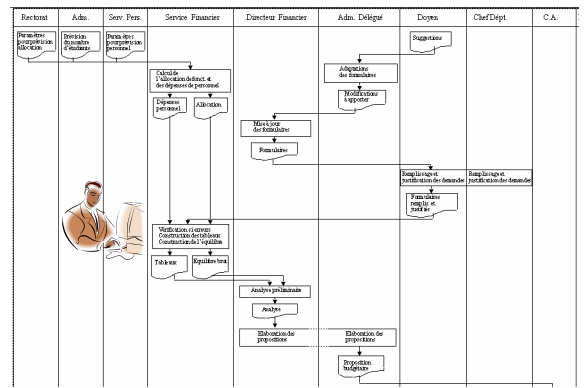 Rectorat
Adm.
Serv. Pers.
Service Financier
Directeur Financier
Adm. Délégué
Doyen
Chef Dépt.
C.A.
Paramètres
pour prévision
allocation
Prévision
du nombre
d'étudiants
Paramètres
pour prévision
personnel
Suggestions
Calcul de
l'allocation de fonct. et
des dépenses de personnel
Adaptations
des formulaires
Dépenses
personnel
Allocation
Modifications
à apporter
Mise à jour
des formulaires
Formulaires
Remplissage et
justification des demandes
Remplissage et
justification des demandes
Formulaires
remplis et
justifiés
Vérification si erreurs
Construction des tableaux
Construction de l'équilibre
Tableaux
Equilibre brut
Analyse préliminaire
Analyse
Elaboration des
propositions
Elaboration des
propositions
Proposition
budgétaire